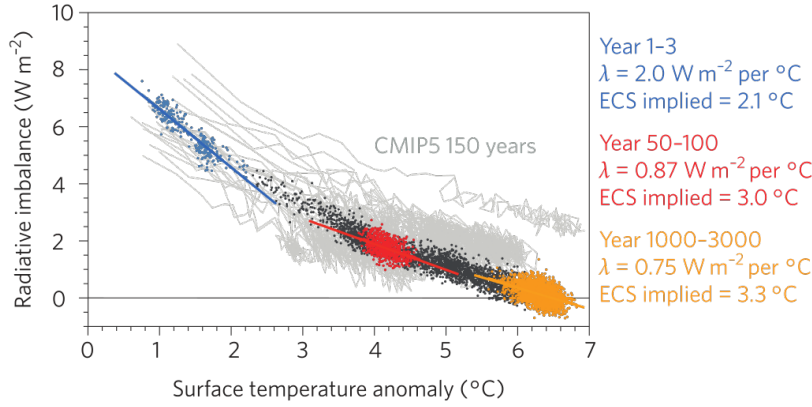 Radiative imbalance (W m⁻²)
10
8
6
4
2
0
0
1
2
3
4
5
6
7
Surface temperature anomaly (°C)
CMIP5 150 years
Year 1–3
λ = 2.0 W m⁻² per °C
ECS implied = 2.1 °C
Year 50–100
λ = 0.87 W m⁻² per °C
ECS implied = 3.0 °C
Year 1000–3000
λ = 0.75 W m⁻² per °C
ECS implied = 3.3 °C